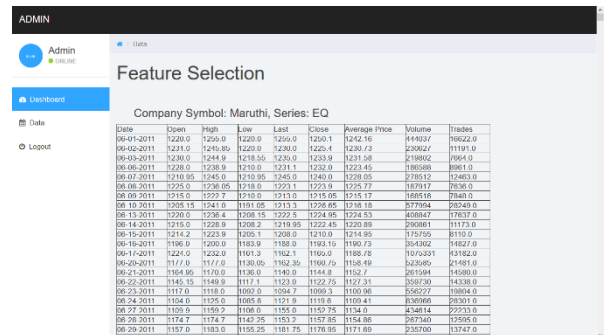 ADMIN
Admin
ONLINE
Dashboard
Data
Logout
/ Data
Feature Selection
Company Symbol: Maruthi, Series: EQ
Date Open High Low Last Close Average Price Volume Trades
06-01-2011 1220.0 1255.0 1220.0 1255.0 1250.1 1242.16 444037 16622.0
06-02-2011 1231.0 1245.85 1220.0 1230.0 1225.4 1230.73 230627 11191.0
06-03-2011 1230.0 1244.9 1218.55 1235.0 1233.9 1231.58 219802 7664.0
06-06-2011 1228.0 1238.9 1210.0 1231.1 1232.0 1223.45 186588 8961.0
06-07-2011 1210.95 1245.0 1210.95 1245.0 1240.0 1228.05 278512 12463.0
06-08-2011 1225.0 1236.05 1218.0 1223.1 1223.9 1225.77 187917 7636.0
06-09-2011 1215.0 1222.7 1210.0 1213.0 1215.05 1215.17 168516 7840.0
06-10-2011 1205.15 1241.0 1191.05 1213.3 1226.65 1218.18 577994 28249.0
06-13-2011 1220.0 1236.4 1208.15 1222.5 1224.95 1224.53 408847 17637.0
06-14-2011 1215.0 1228.9 1208.2 1219.95 1222.45 1220.89 290861 11173.0
06-15-2011 1214.2 1223.9 1205.1 1208.0 1210.0 1214.95 175755 8110.0
06-16-2011 1196.0 1200.0 1183.9 1188.0 1193.15 1190.73 354302 14827.0
06-17-2011 1224.0 1232.0 1161.3 1162.1 1165.0 1188.78 1075331 43182.0
06-20-2011 1177.0 1177.0 1130.05 1162.35 1160.75 1158.49 523585 21481.0
06-21-2011 1164.95 1170.0 1136.0 1140.0 1144.8 1152.7 261594 14580.0
06-22-2011 1145.15 1149.9 1117.1 1123.0 1122.75 1127.31 359730 14338.0
06-23-2011 1117.0 1118.0 1092.0 1094.7 1099.3 1100.96 556227 19804.0
06-24-2011 1104.0 1125.0 1085.8 1121.9 1119.6 1109.41 836966 28301.0
06-27-2011 1109.9 1159.2 1106.0 1155.0 1152.75 1134.0 434614 22233.0
06-28-2011 1174.7 1174.7 1142.25 1153.2 1157.85 1154.86 267340 12595.0
06-29-2011 1157.0 1183.0 1155.25 1181.75 1176.95 1171.69 235700 13747.0